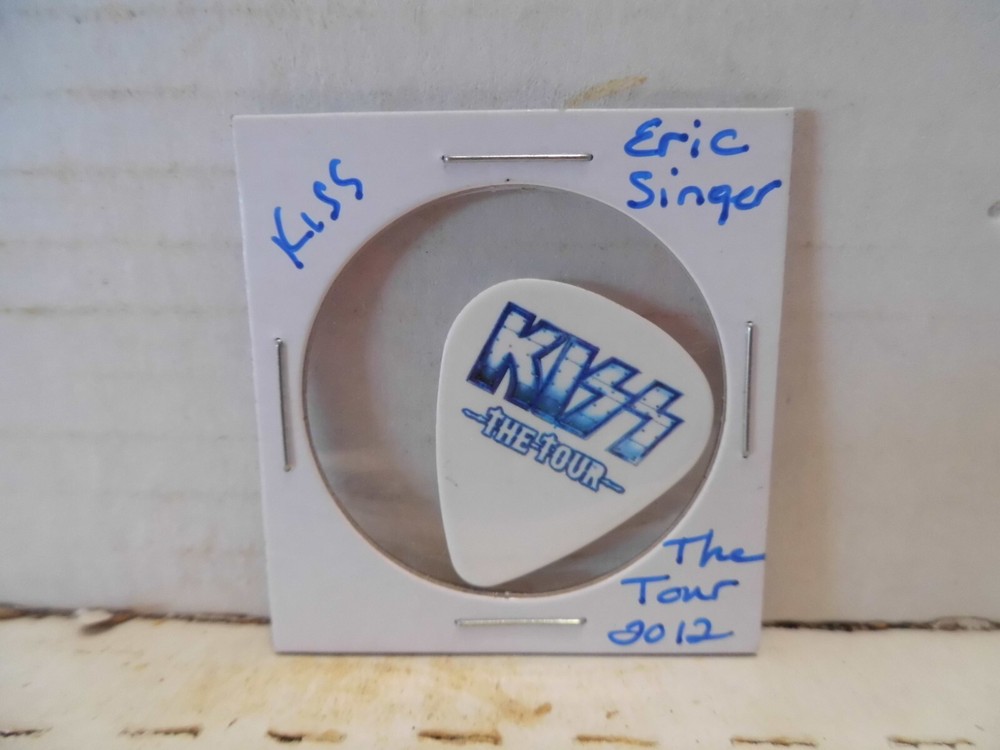 Kiss
Eric
Singer
KISS
THE TOUR
The
Tour
2012